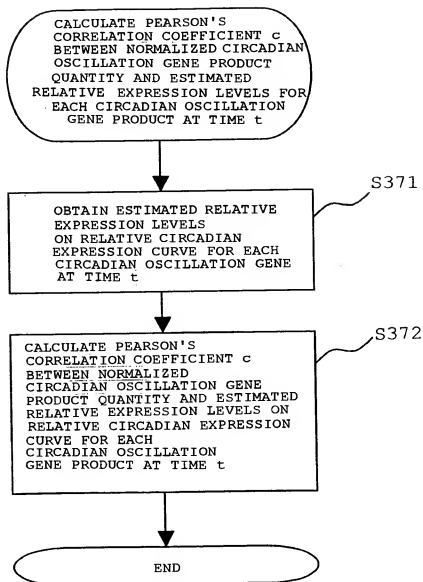 CALCULATE PEARSON'S
CORRELATION COEFFICIENT c
BETWEEN NORMALIZED CIRCADIAN
OSCILLATION GENE PRODUCT
QUANTITY AND ESTIMATED
RELATIVE EXPRESSION LEVELS FOR
EACH CIRCADIAN OSCILLATION
GENE PRODUCT AT TIME t
S371
OBTAIN ESTIMATED RELATIVE
EXPRESSION LEVELS
ON RELATIVE CIRCADIAN
EXPRESSION CURVE FOR EACH
CIRCADIAN OSCILLATION GENE
AT TIME t
S372
CALCULATE PEARSON'S
CORRELATION COEFFICIENT c
BETWEEN NORMALIZED
CIRCADIAN OSCILLATION GENE
PRODUCT QUANTITY AND ESTIMATED
RELATIVE EXPRESSION LEVELS ON
RELATIVE CIRCADIAN EXPRESSION
CURVE FOR EACH
CIRCADIAN OSCILLATION
GENE PRODUCT AT TIME t
END